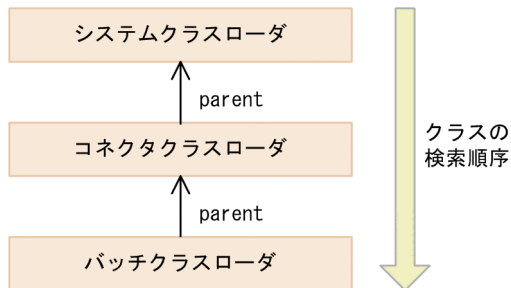 システムクラスローダ
parent
コネクタクラスローダ
parent
バッチクラスローダ
クラスの
検索順序